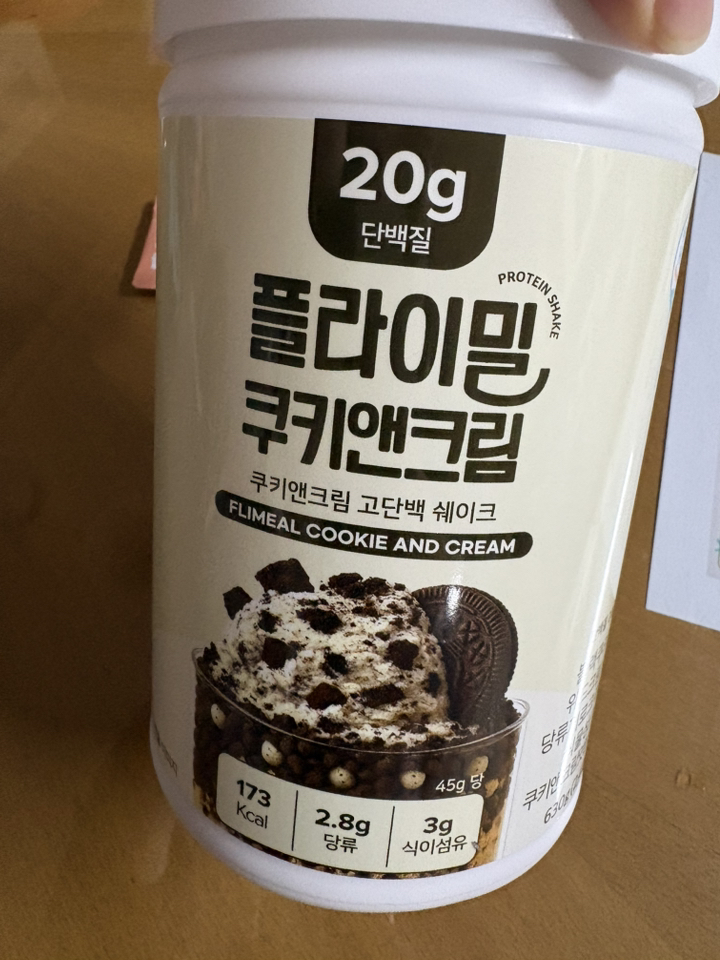 20g
단백질
PROTEIN SHAKE
플라이밀
쿠키앤크림
쿠키앤크림 고단백 쉐이크
FLIMEAL COOKIE AND CREAM
45g 당
173
Kcal
2.8g
당류
3g
식이섬유
당류